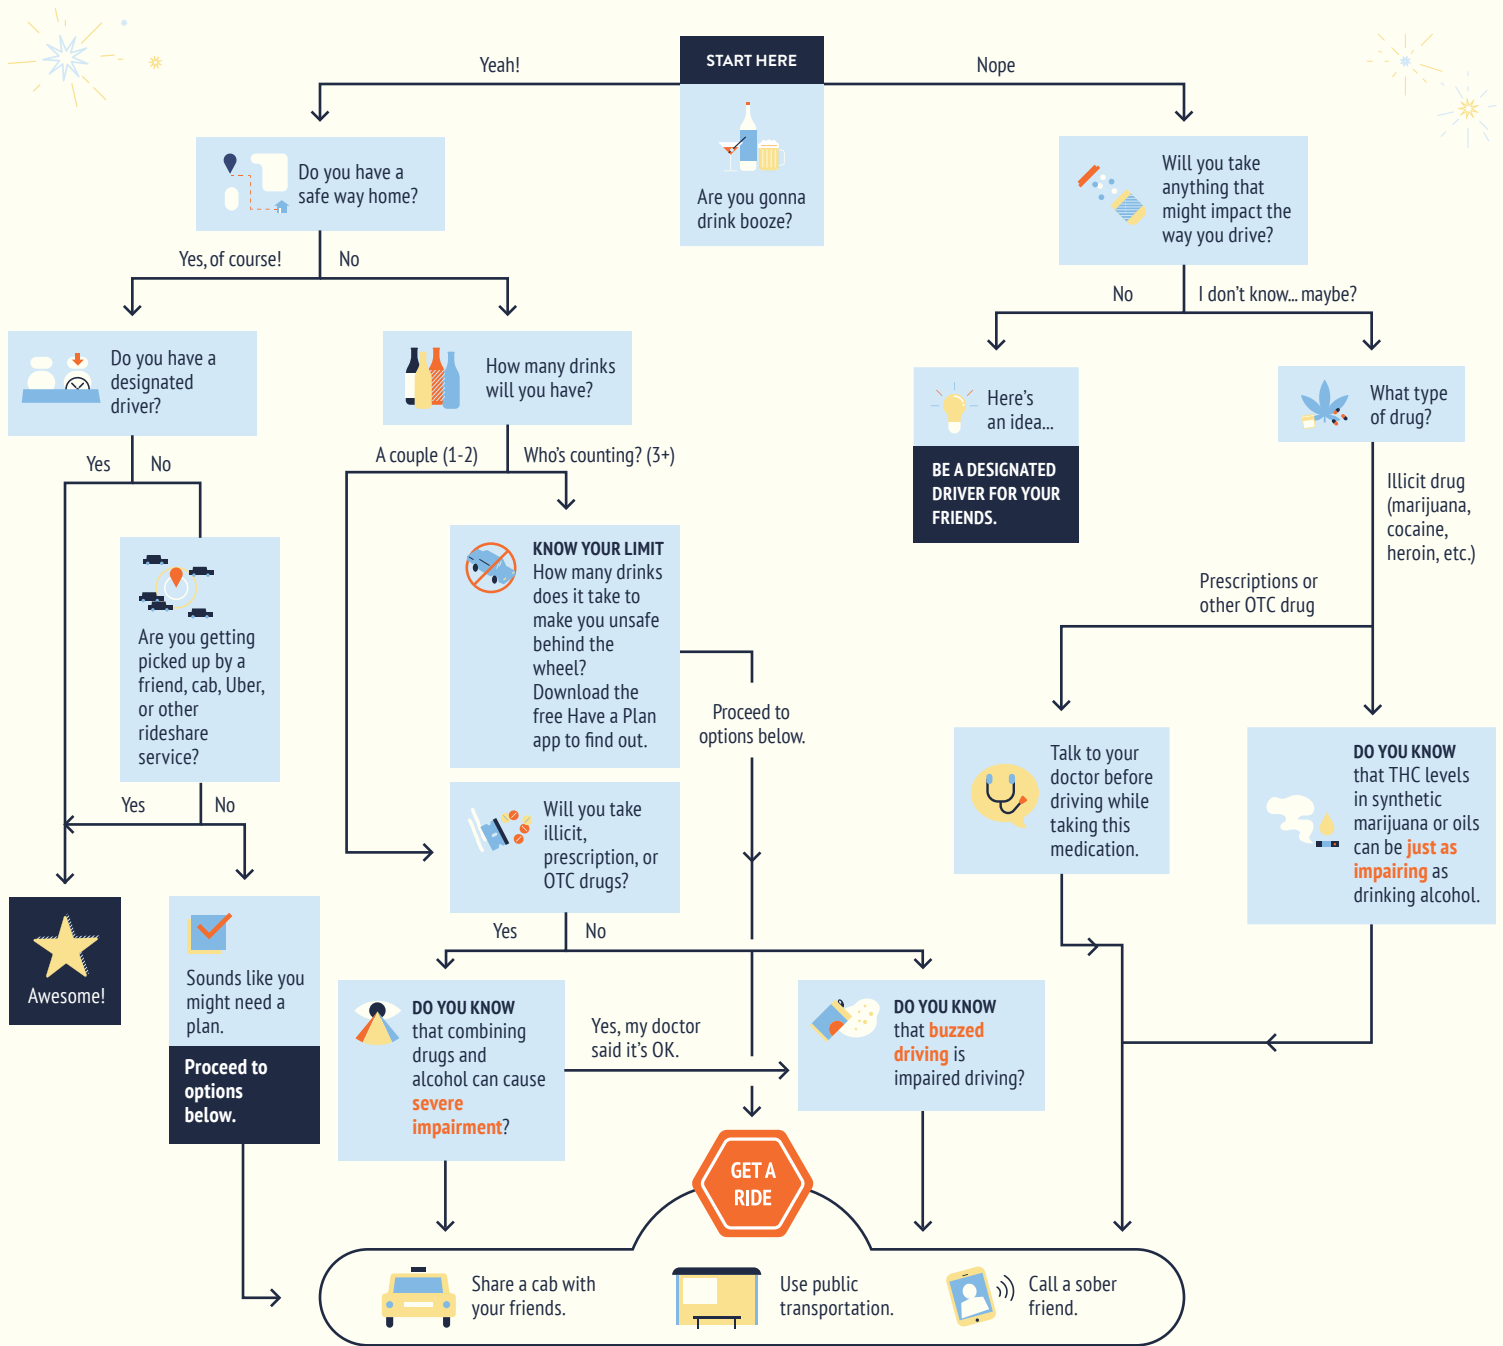 START HERE
Are you gonna
drink booze?
Yeah!
Nope
Do you have a
safe way home?
Yes, of course!
No
Do you have a
designated
driver?
Yes
No
Are you getting
picked up by a
friend, cab, Uber,
or other
rideshare
service?
Yes
No
Awesome!
Sounds like you
might need a
plan.
Proceed to
options
below.
How many drinks
will you have?
A couple (1-2)
Who's counting? (3+)
KNOW YOUR LIMIT
How many drinks
does it take to
make you unsafe
behind the
wheel?
Download the
free Have a Plan
app to find out.
Proceed to
options below.
Will you take
illicit,
prescription, or
OTC drugs?
Yes
No
DO YOU KNOW
that combining
drugs and
alcohol can cause
severe
impairment?
Yes, my doctor
said it's OK.
DO YOU KNOW
that buzzed
driving is
impaired driving?
Will you take
anything that
might impact the
way you drive?
No
I don't know... maybe?
Here's
an idea...
BE A DESIGNATED
DRIVER FOR YOUR
FRIENDS.
What type
of drug?
Illicit drug
(marijuana,
cocaine,
heroin, etc.)
Prescriptions or
other OTC drug
Talk to your
doctor before
driving while
taking this
medication.
DO YOU KNOW
that THC levels
in synthetic
marijuana or oils
can be just as
impairing as
drinking alcohol.
GET A
RIDE
Share a cab with
your friends.
Use public
transportation.
Call a sober
friend.